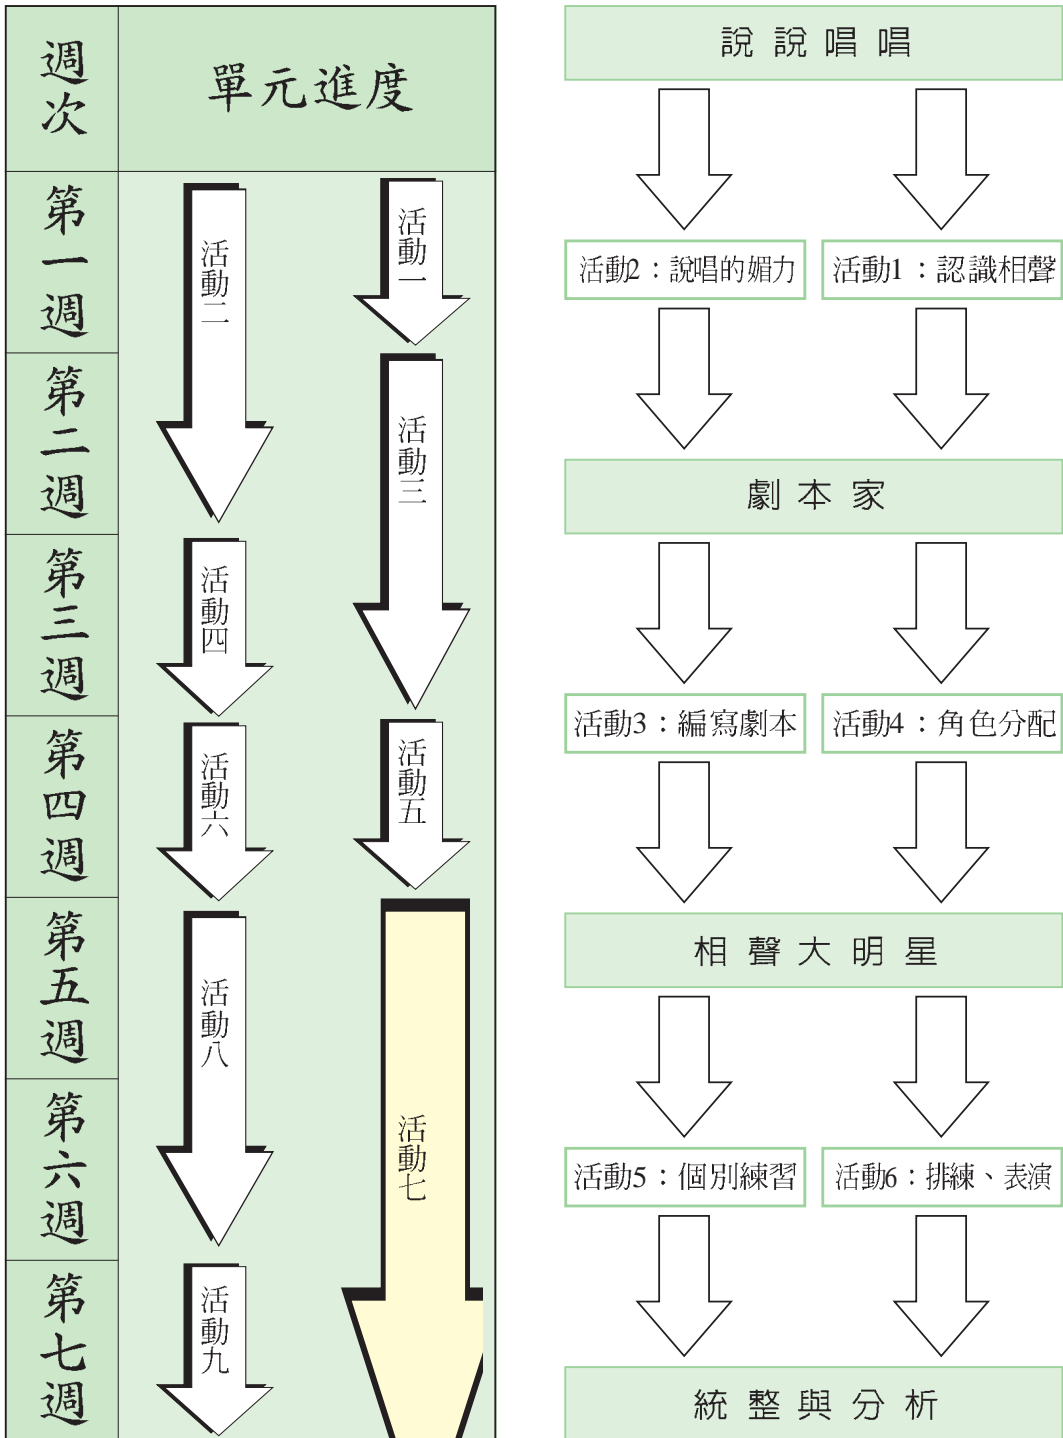 週次
單元進度
第一週
第二週
第三週
第四週
第五週
第六週
第七週
活動一
活動二
活動三
活動四
活動五
活動六
活動七
活動八
活動九
說說唱唱
活動2：說唱的媚力
活動1：認識相聲
劇本家
活動3：編寫劇本
活動4：角色分配
相聲大明星
活動5：個別練習
活動6：排練、表演
統整與分析